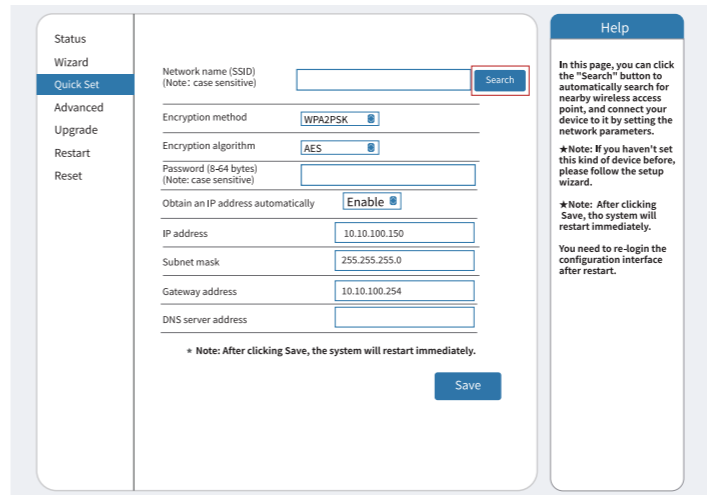 Status
Wizard
Quick Set
Advanced
Upgrade
Restart
Reset
Network name (SSID)
(Note: case sensitive)
Search
Encryption method
WPA2PSK
Encryption algorithm
AES
Password (8-64 bytes)
(Note: case sensitive)
Obtain an IP address automatically
Enable
IP address
10.10.100.150
Subnet mask
255.255.255.0
Gateway address
10.10.100.254
DNS server address
* Note: After clicking Save, the system will restart immediately.
Save
Help
In this page, you can click
the "Search" button to
automatically search for
nearby wireless access
point, and connect your
device to it by setting the
network parameters.
★Note: If you haven't set
this kind of device before,
please follow the setup
wizard.
★Note: After clicking
Save, tho system will
restart immediately.
You need to re-login the
configuration interface
after restart.